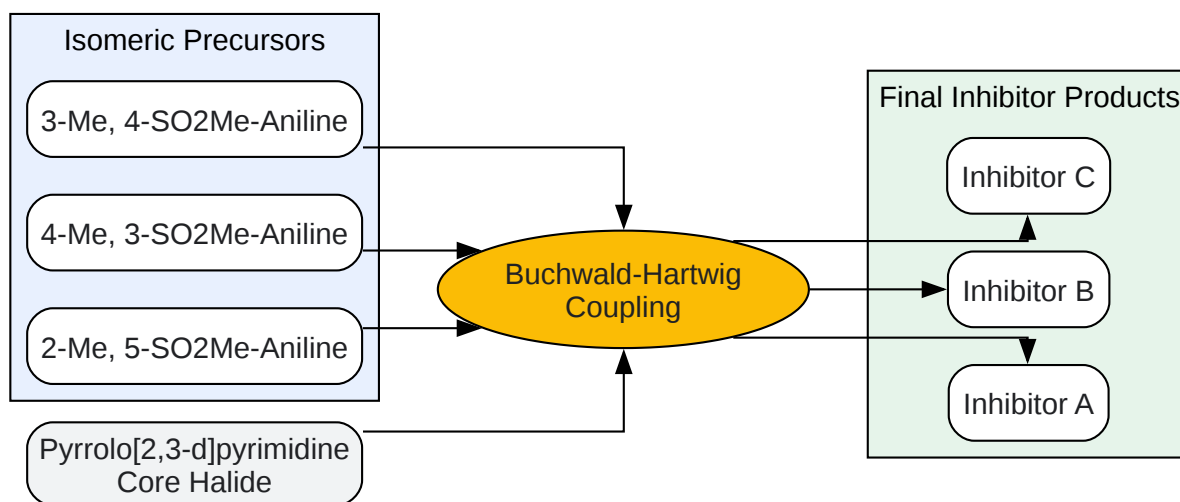 Isomeric Precursors
3-Me, 4-SO2Me-Aniline
4-Me, 3-SO2Me-Aniline
2-Me, 5-SO2Me-Aniline
Pyrrolo[2,3-d]pyrimidine
Core Halide
Buchwald-Hartwig
Coupling
Final Inhibitor Products
Inhibitor C
Inhibitor B
Inhibitor A